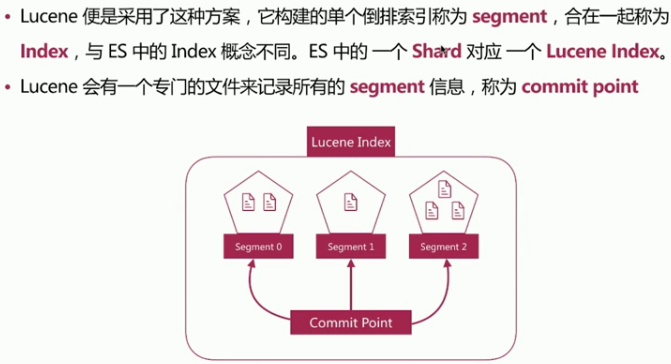 • Lucene 便是采用了这种方案，它构建的单个倒排索引称为 segment，合在一起称为
Index，与 ES 中的 Index 概念不同。ES 中的 一个 Shard 对应 一个 Lucene Index。
• Lucene 会有一个专门的文件来记录所有的 segment 信息，称为 commit point
Lucene Index
Segment 0
Segment 1
Segment 2
Commit Point